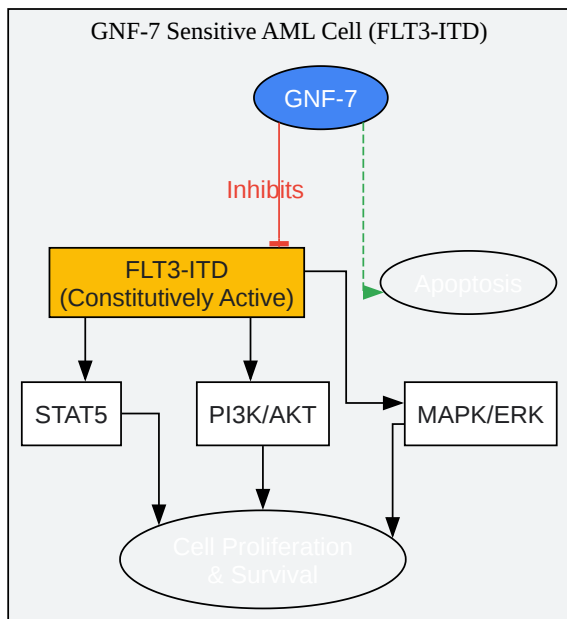 GNF-7 Sensitive AML Cell (FLT3-ITD)
GNF-7
Inhibits
FLT3-ITD
(Constitutively Active)
Apoptosis
STAT5
PI3K/AKT
MAPK/ERK
Cell Proliferation
& Survival